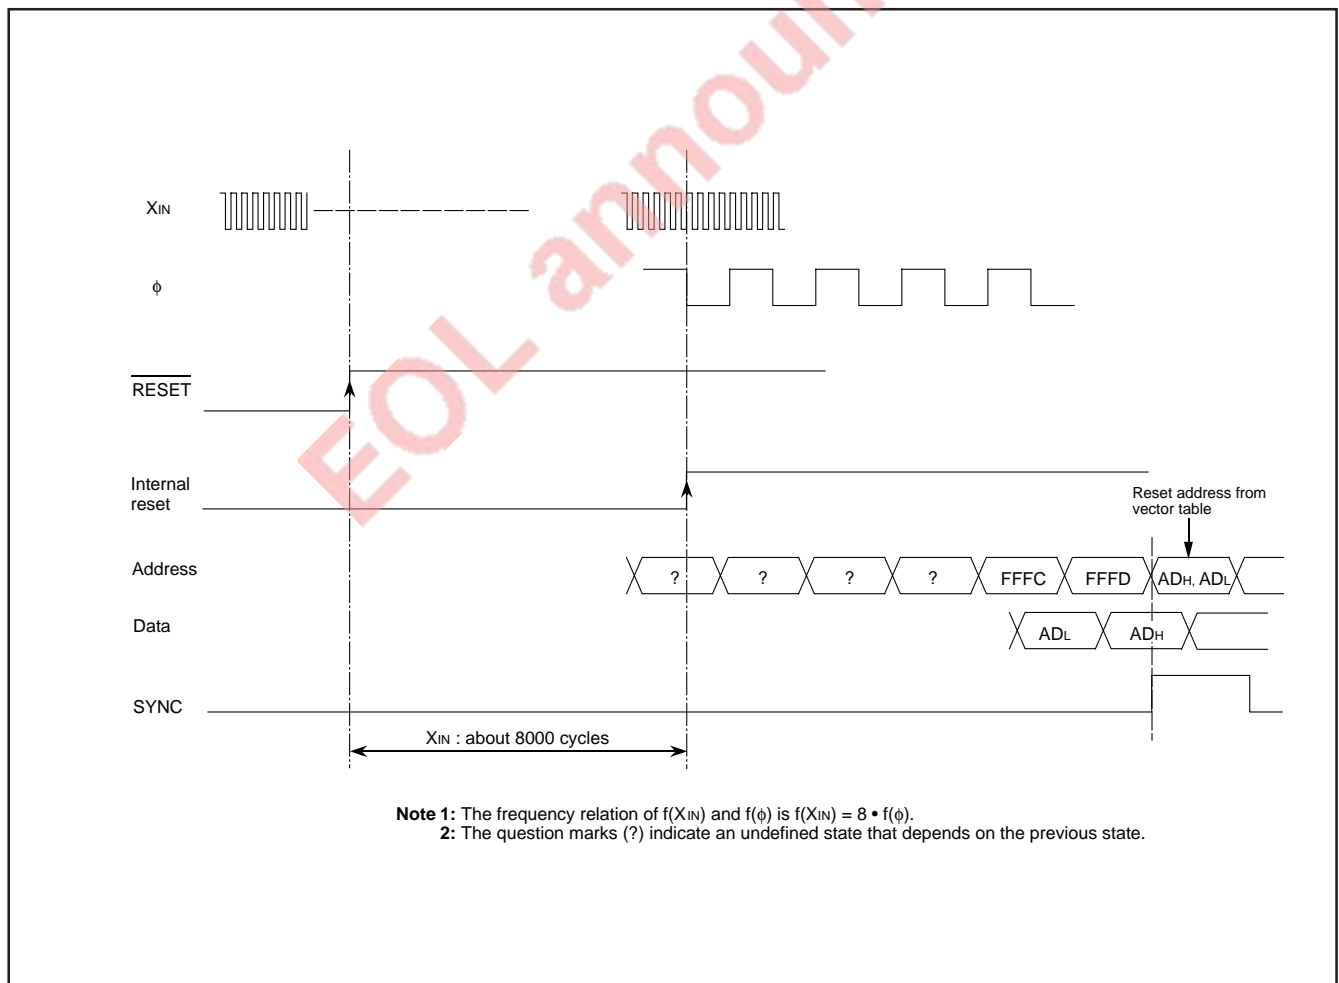 EOL announ
XIN
ϕ
RESET
Internal
reset
Reset address from
vector table
Address
? ? ? ? FFFC FFFD ADH, ADL
Data
ADL ADH
SYNC
XIN : about 8000 cycles
Note 1: The frequency relation of f(XIN) and f(ϕ) is f(XIN) = 8 • f(ϕ).
2: The question marks (?) indicate an undefined state that depends on the previous state.